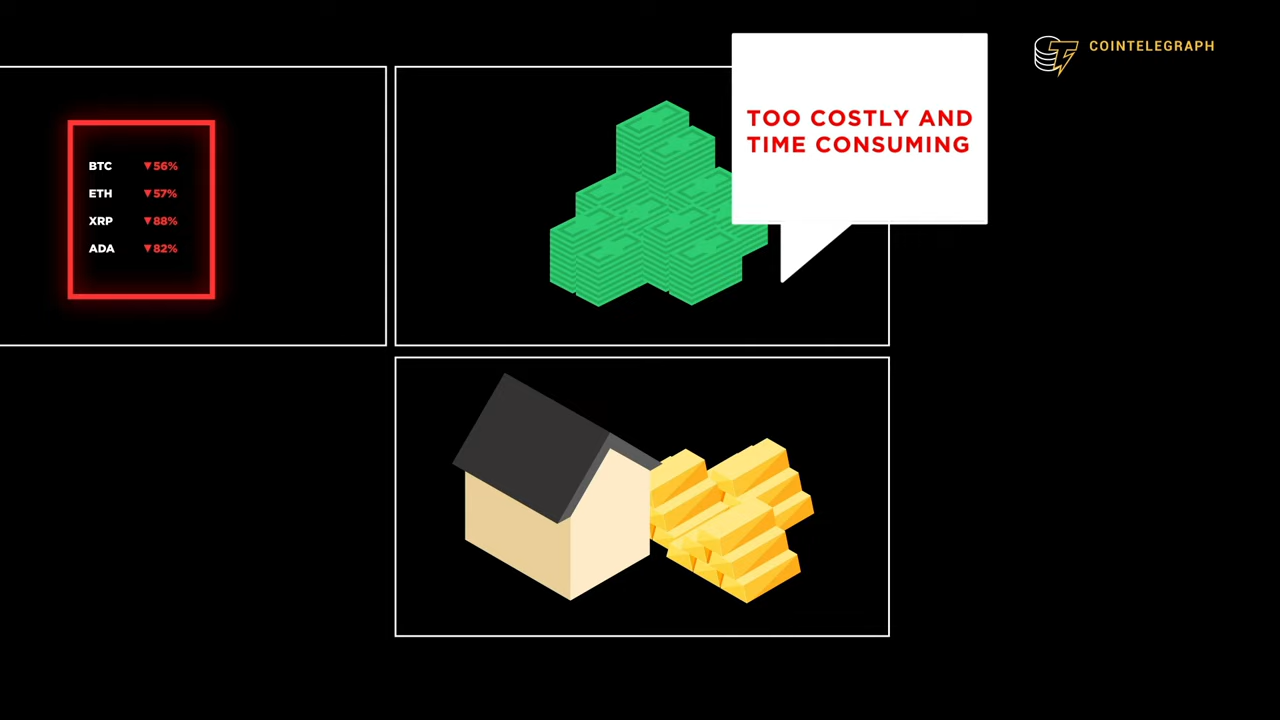 COINTELEGRAPH
TOO COSTLY AND
TIME CONSUMING
BTC ▼56%
ETH ▼57%
XRP ▼88%
ADA ▼82%